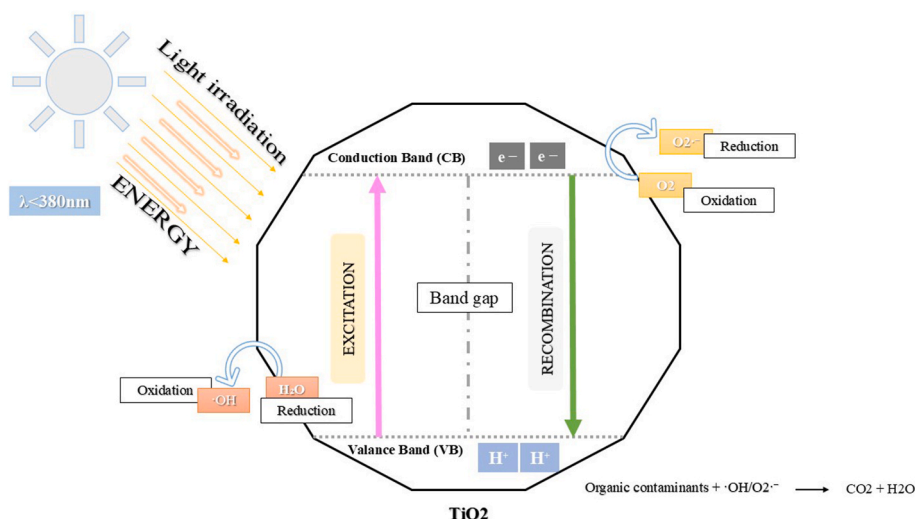 Light irradiation
ENERGY
λ<380nm
Conduction Band (CB)
e −
e −
O2·−
Reduction
O2
Oxidation
EXCITATION
Band gap
RECOMBINATION
Oxidation
·OH
H2O
Reduction
Valance Band (VB)
H+
H+
Organic contaminants + ·OH/O2·− → CO2 + H2O
TiO2